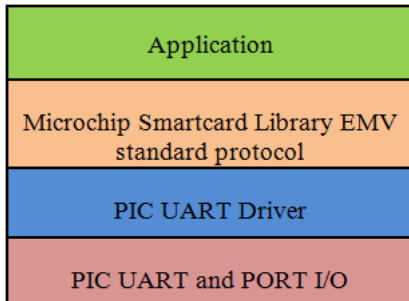 Application
Microchip Smartcard Library EMV
standard protocol
PIC UART Driver
PIC UART and PORT I/O